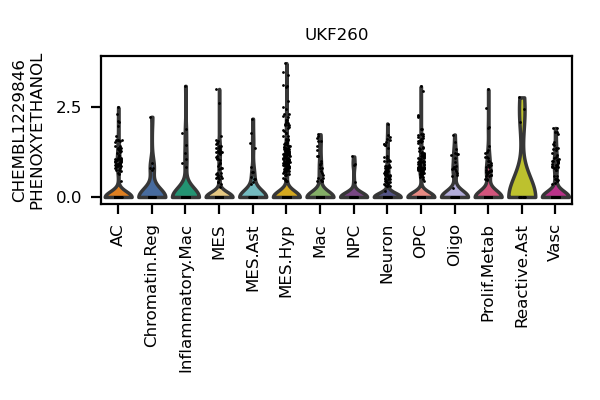 UKF260
CHEMBL1229846
PHENOXYETHANOL
2.5
0.0
AC
Chromatin.Reg
Inflammatory.Mac
MES
MES.Ast
MES.Hyp
Mac
NPC
Neuron
OPC
Oligo
Prolif.Metab
Reactive.Ast
Vasc